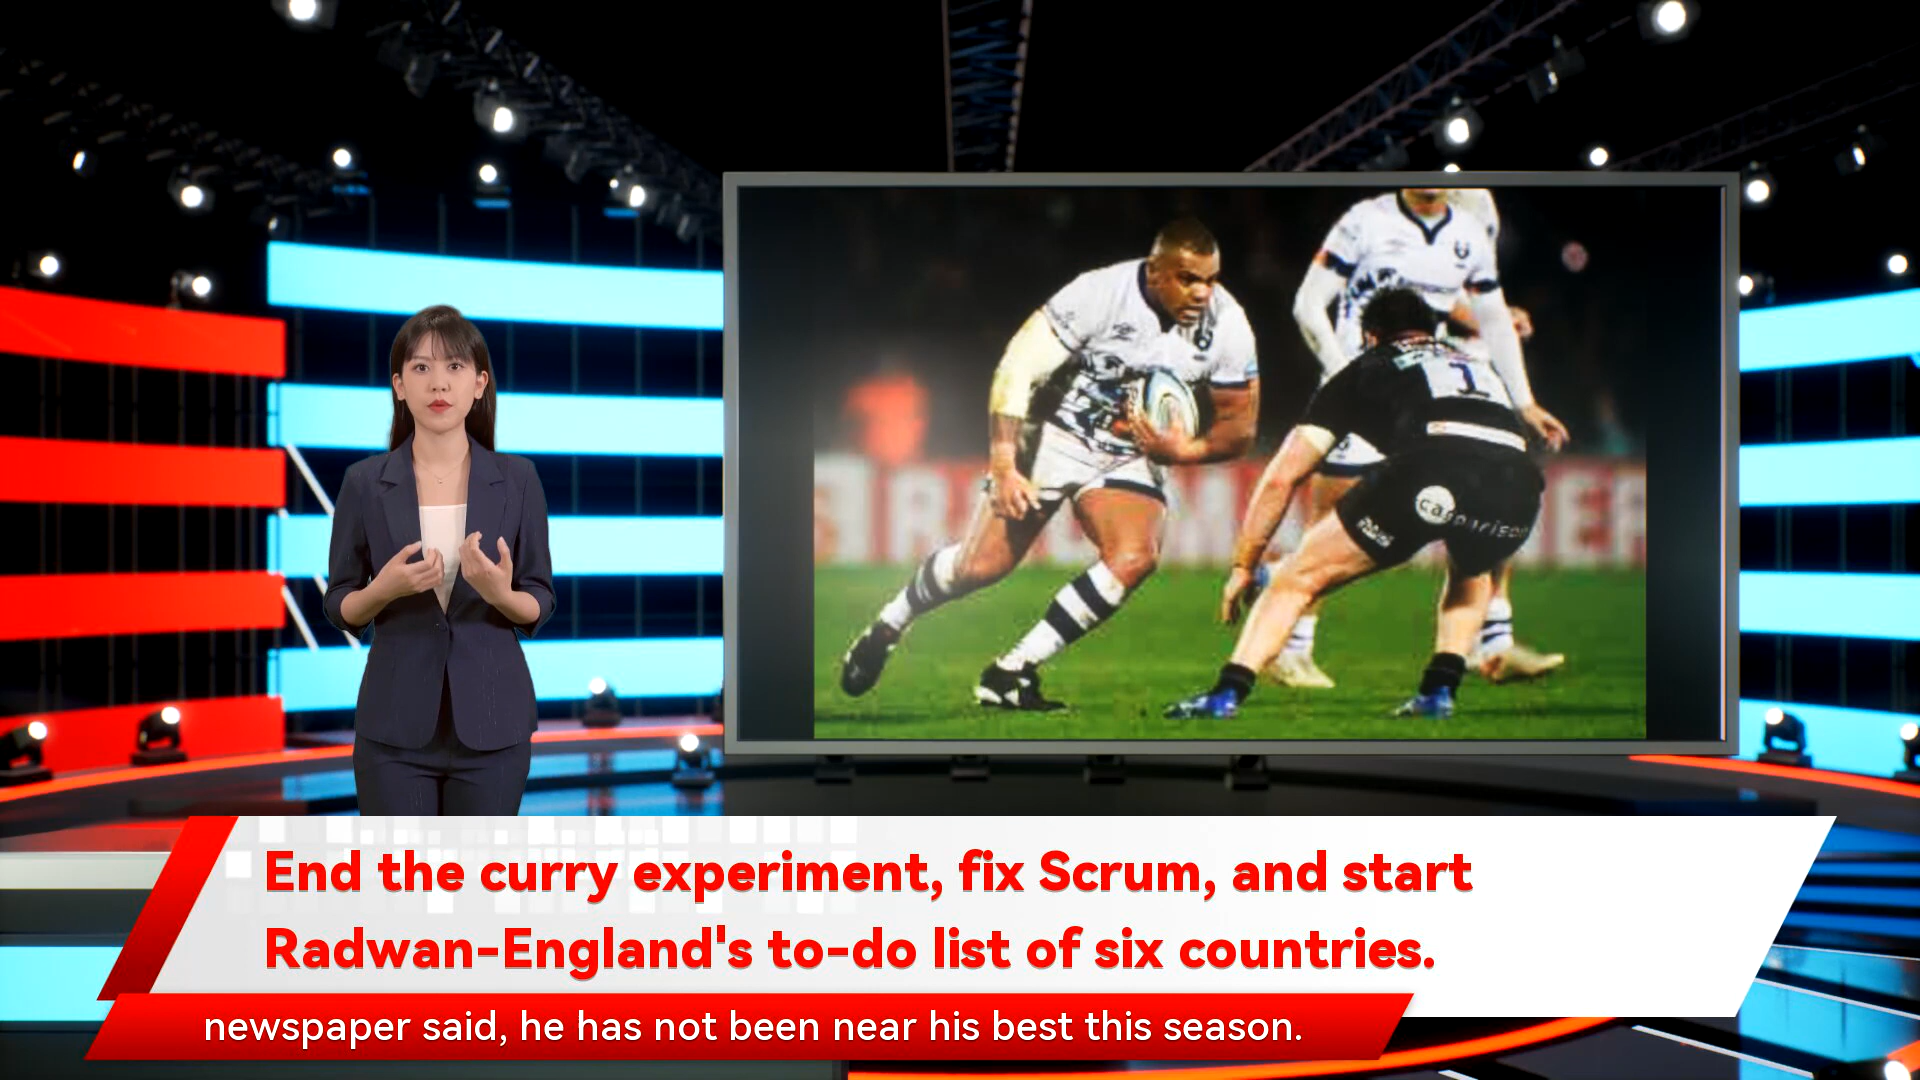 1
End the curry experiment, fix Scrum, and start
Radwan-England's to-do list of six countries.
newspaper said, he has not been near his best this season.